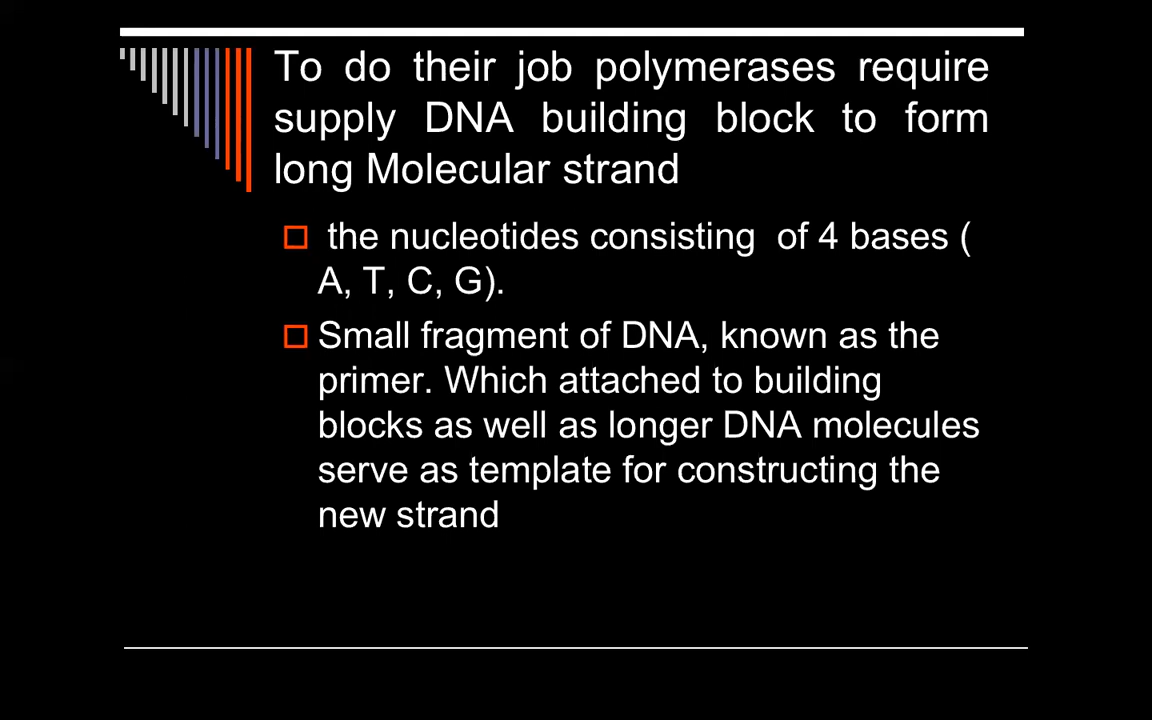 To do their job polymerases require
supply DNA building block to form
long Molecular strand
the nucleotides consisting of 4 bases (
A, T, C, G).
Small fragment of DNA, known as the
primer. Which attached to building
blocks as well as longer DNA molecules
serve as template for constructing the
new strand